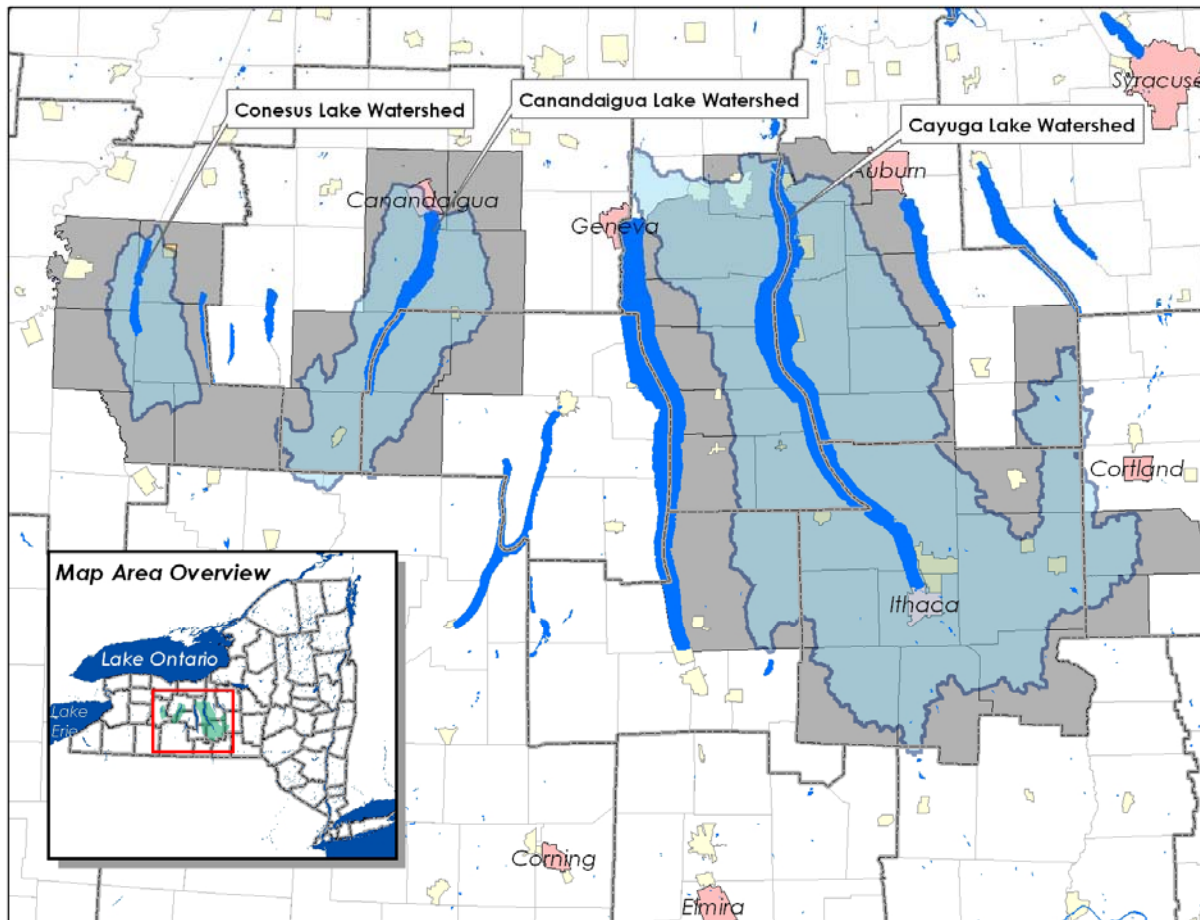 Syracuse
Canandaigua Lake Watershed
Conesus Lake Watershed
Cayuga Lake Watershed
Auburn
Canandaigua
Geneva
Cortland
Map Area Overview
Ithaca
Lake Ontario
Lake
Erie
Corning
Elmira